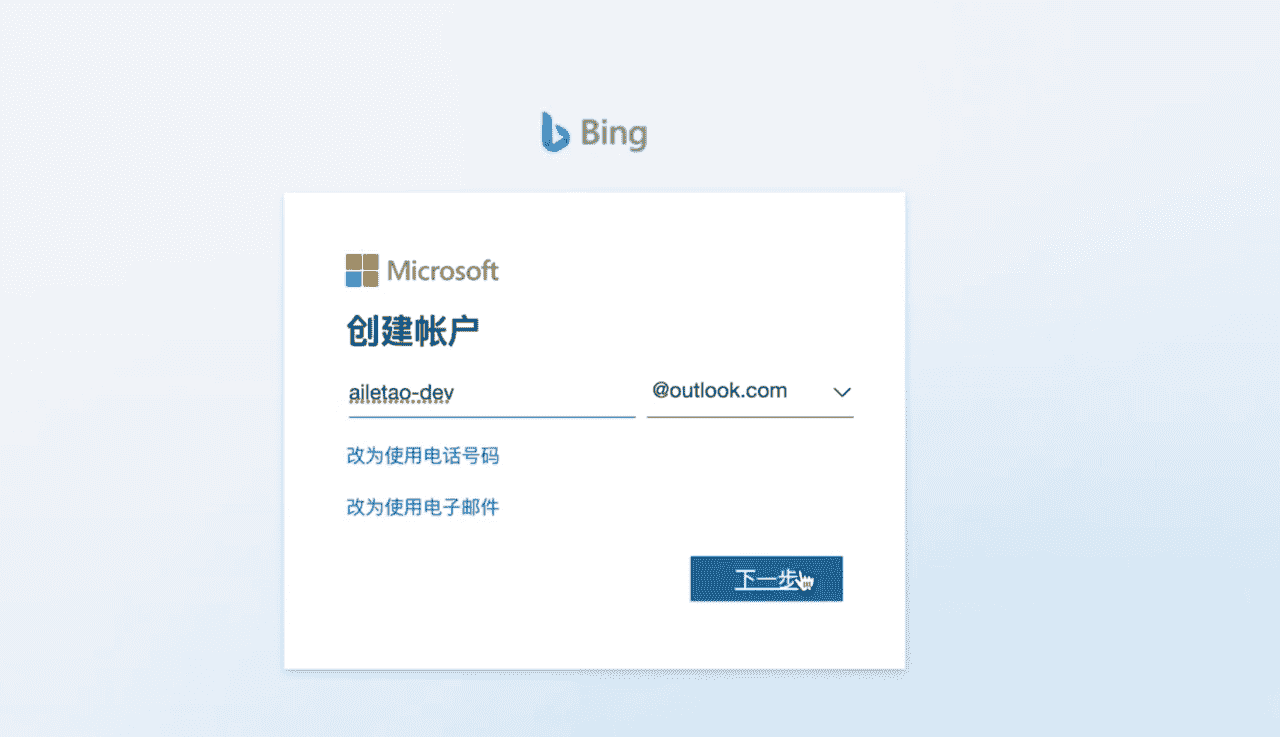 Bing
Microsoft
创建帐户
ailetao-dev @outlook.com
改为使用电话号码
改为使用电子邮件
下一步